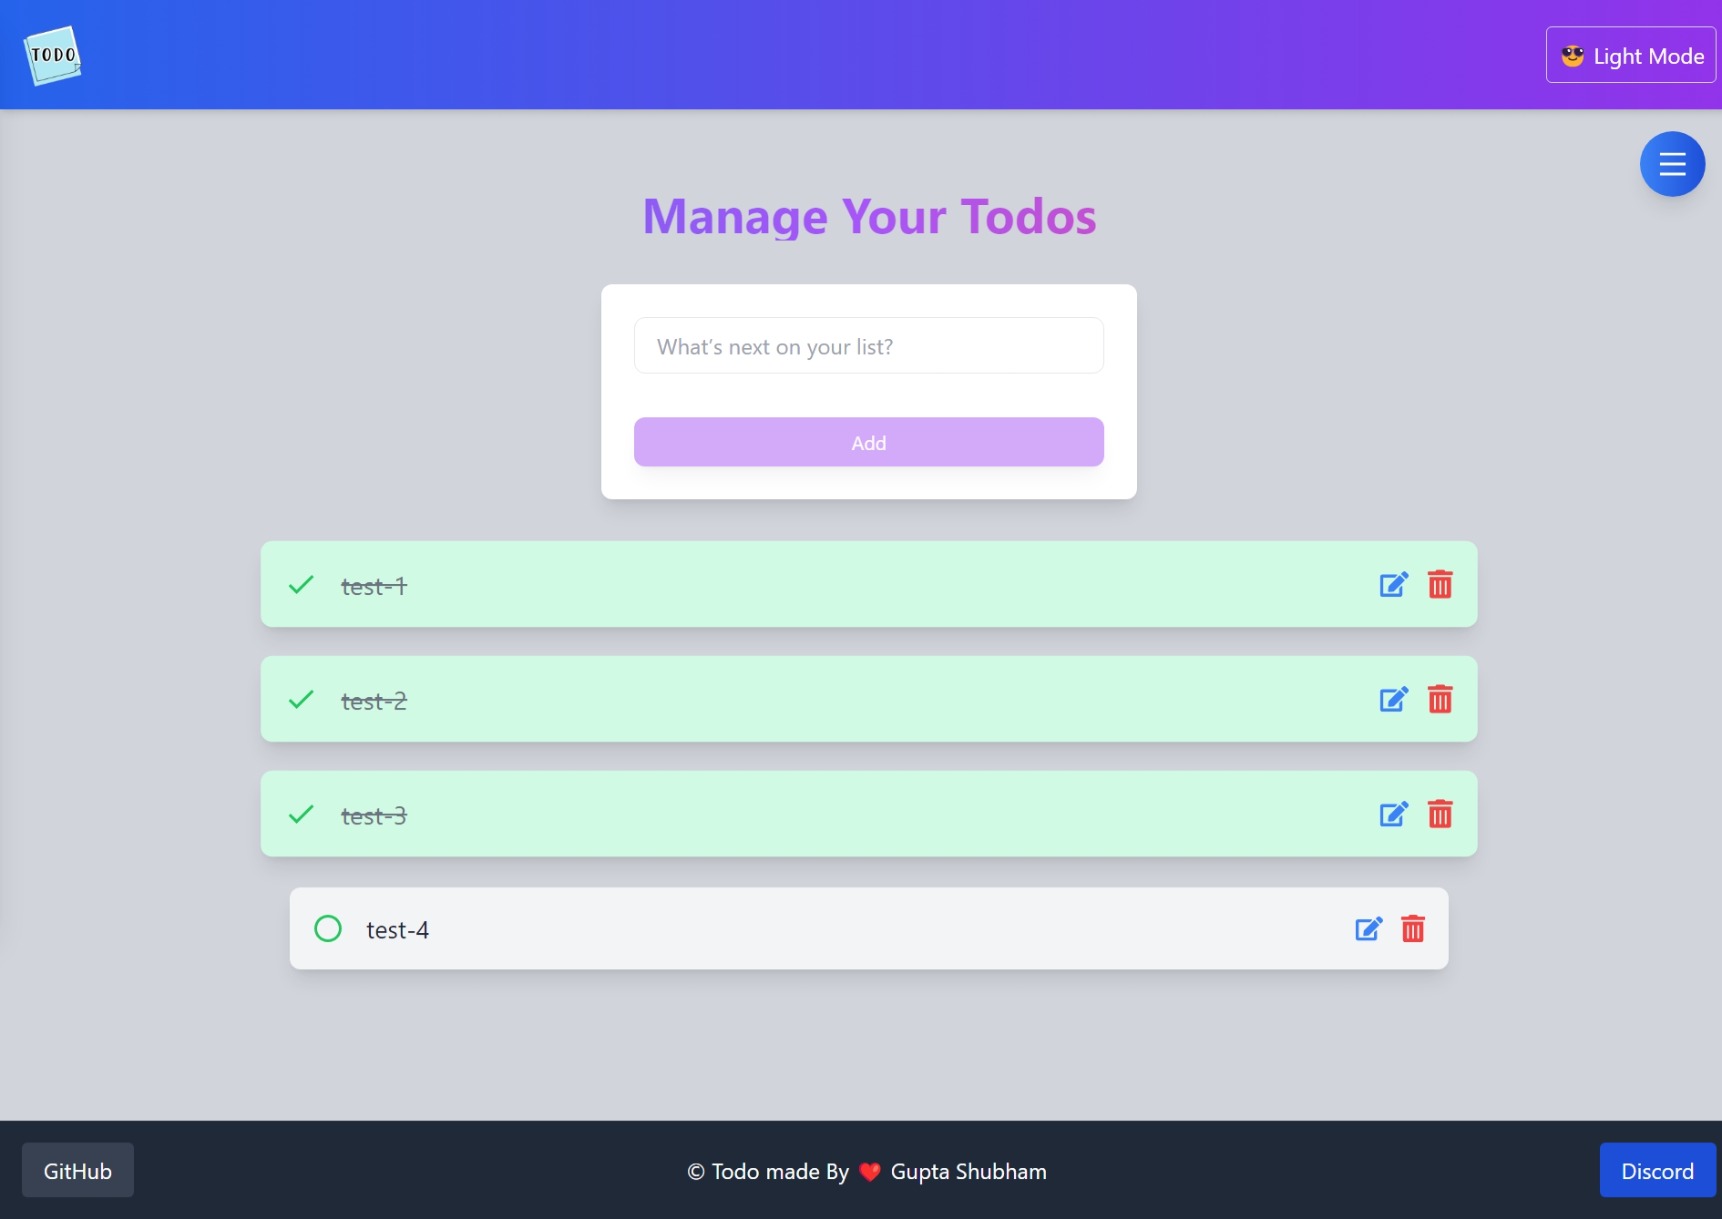 TODO
😎 Light Mode
Manage Your Todos
What's next on your list?
Add
test-1
test-2
test-3
test-4
GitHub
© Todo made By ❤️ Gupta Shubham
Discord